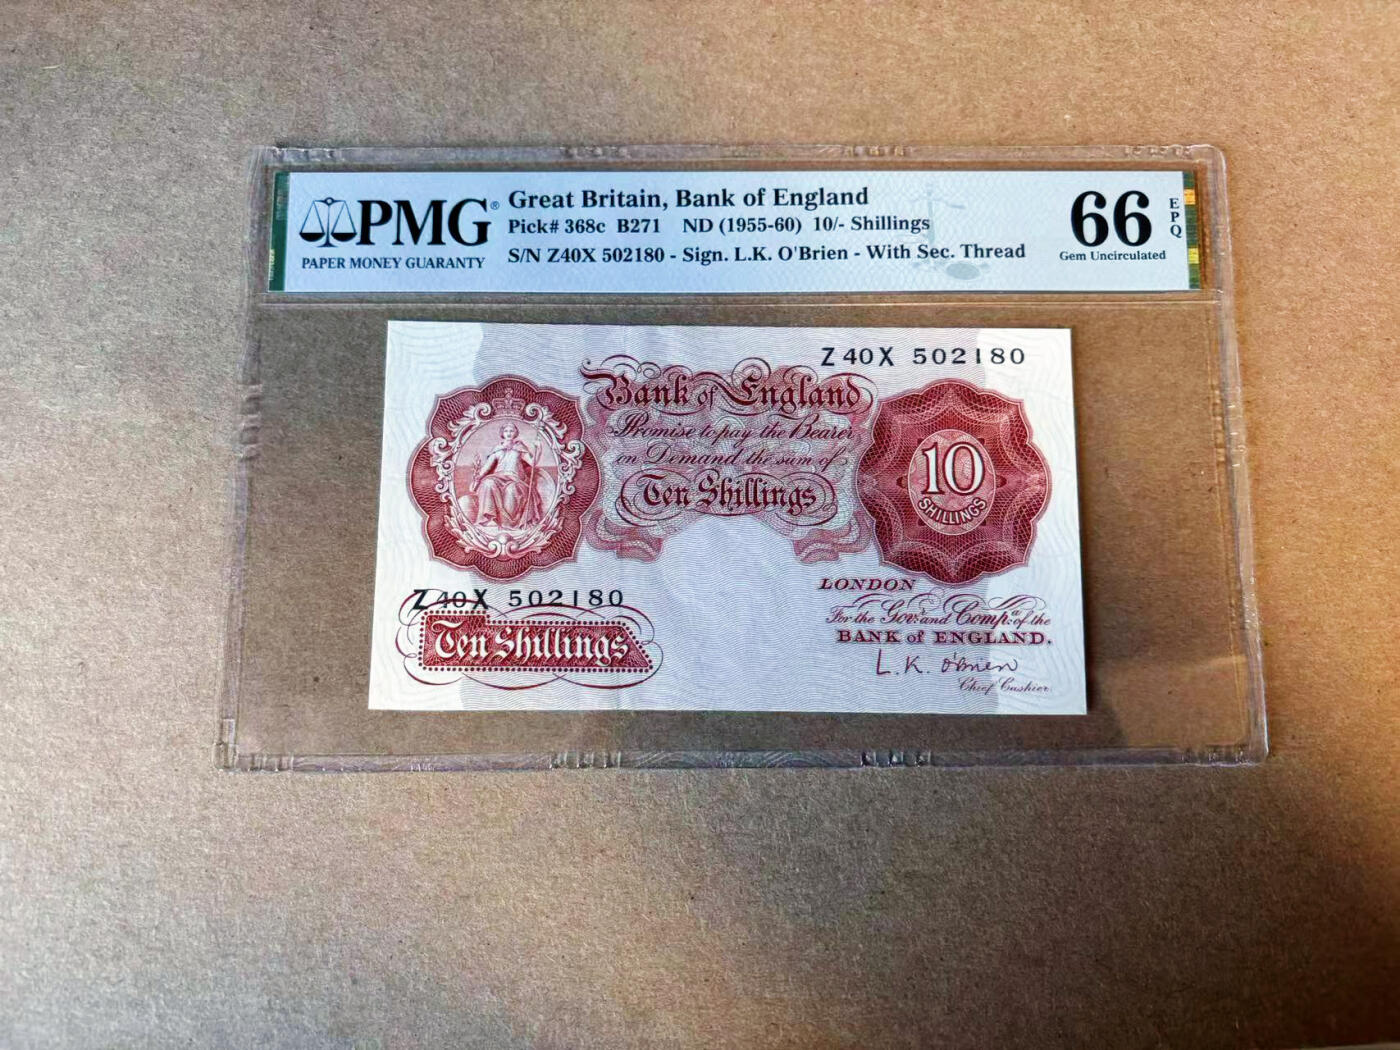 PMG®
PAPER MONEY GUARANTY
Great Britain, Bank of England
Pick# 368c B271 ND (1955-60) 10/- Shillings
S/N Z40X 502180 - Sign. L.K. O'Brien - With Sec. Thread
66
EPQ
Gem Uncirculated
Z40X 502180
Bank of England
Promise to pay the Bearer
on Demand the sum of
Ten Shillings
10
SHILLINGS
Z40X 502180
Ten Shillings
LONDON
For the Govr. and Compa. of the
BANK of ENGLAND.
L.K. O'Brien
Chief Cashier